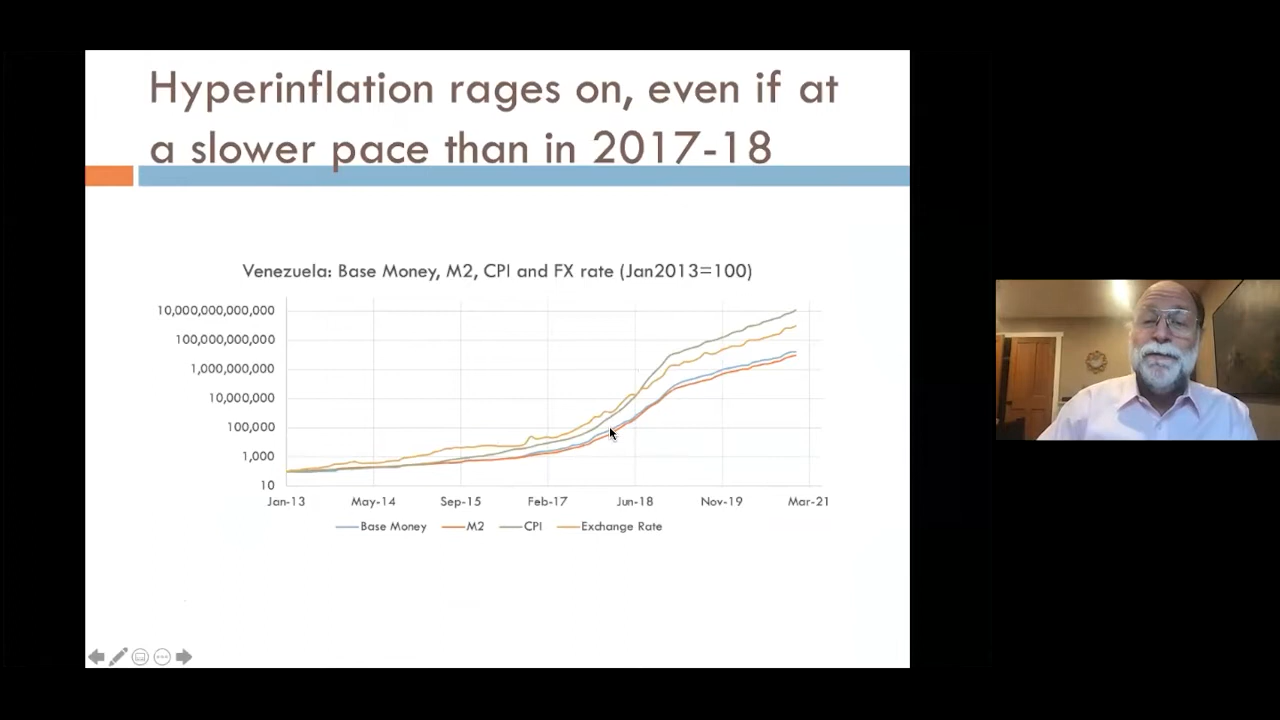 Hyperinflation rages on, even if at
a slower pace than in 2017-18
Venezuela: Base Money, M2, CPI and FX rate (Jan2013=100)
10,000,000,000,000
100,000,000,000
1,000,000,000
10,000,000
100,000
1,000
10
Jan-13 May-14 Sep-15 Feb-17 Jun-18 Nov-19 Mar-21
Base Money M2 CPI Exchange Rate